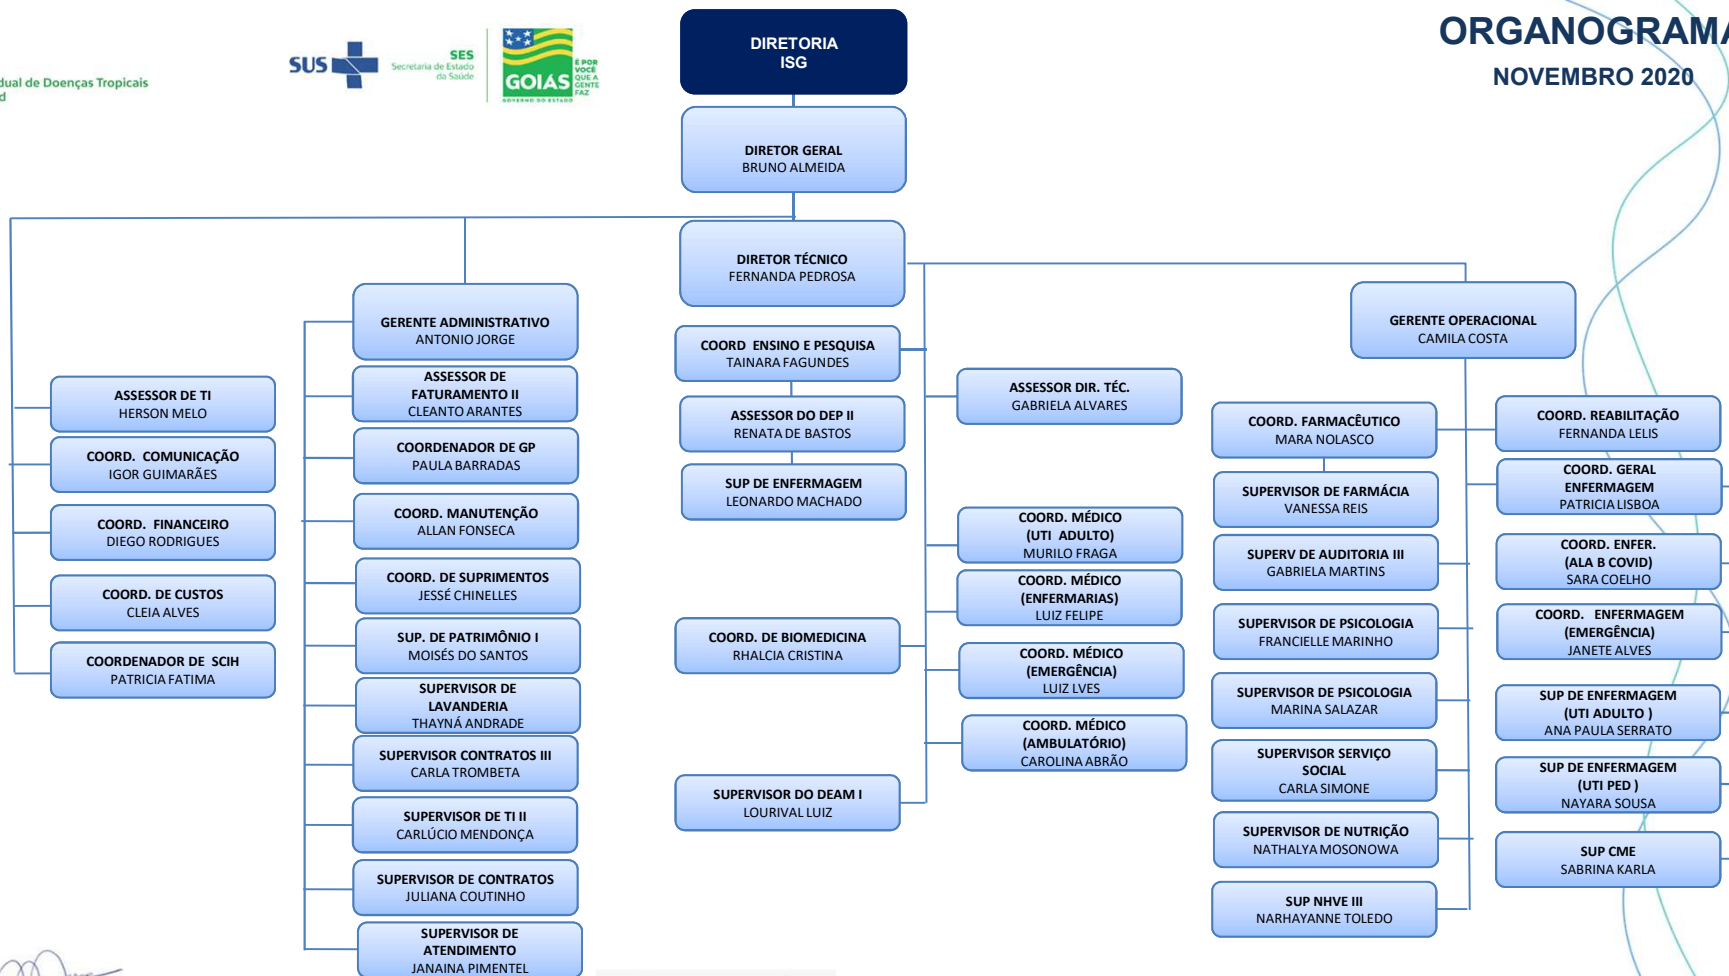 ORGANOGRAMA
NOVEMBRO 2020
dual de Doenças Tropicais
d
SUS
SES
Secretaria de Estado
da Saúde
GOIÁS
GOVERNO DO ESTADO
É POR
VOCÊ
QUE A
GENTE
FAZ
DIRETORIA
ISG
DIRETOR GERAL
BRUNO ALMEIDA
DIRETOR TÉCNICO
FERNANDA PEDROSA
ASSESSOR DE TI
HERSON MELO
COORD. COMUNICAÇÃO
IGOR GUIMARÃES
COORD. FINANCEIRO
DIEGO RODRIGUES
COORD. DE CUSTOS
CLEIA ALVES
COORDENADOR DE SCIH
PATRICIA FATIMA
GERENTE ADMINISTRATIVO
ANTONIO JORGE
ASSESSOR DE
FATURAMENTO II
CLEANTO ARANTES
COORDENADOR DE GP
PAULA BARRADAS
COORD. MANUTENÇÃO
ALLAN FONSECA
COORD. DE SUPRIMENTOS
JESSÉ CHINELLES
SUP. DE PATRIMÔNIO I
MOISÉS DO SANTOS
SUPERVISOR DE
LAVANDERIA
THAYNÁ ANDRADE
SUPERVISOR CONTRATOS III
CARLA TROMBETA
SUPERVISOR DE TI II
CARLÚCIO MENDONÇA
SUPERVISOR DE CONTRATOS
JULIANA COUTINHO
SUPERVISOR DE
ATENDIMENTO
JANAINA PIMENTEL
COORD ENSINO E PESQUISA
TAINARA FAGUNDES
ASSESSOR DO DEP II
RENATA DE BASTOS
SUP DE ENFERMAGEM
LEONARDO MACHADO
COORD. DE BIOMEDICINA
RHALCIA CRISTINA
SUPERVISOR DO DEAM I
LOURIVAL LUIZ
ASSESSOR DIR. TÉC.
GABRIELA ALVARES
COORD. MÉDICO
(UTI ADULTO)
MURILO FRAGA
COORD. MÉDICO
(ENFERMARIAS)
LUIZ FELIPE
COORD. MÉDICO
(EMERGÊNCIA)
LUIZ LVES
COORD. MÉDICO
(AMBULATÓRIO)
CAROLINA ABRÃO
GERENTE OPERACIONAL
CAMILA COSTA
COORD. FARMACÊUTICO
MARA NOLASCO
SUPERVISOR DE FARMÁCIA
VANESSA REIS
SUPERV DE AUDITORIA III
GABRIELA MARTINS
SUPERVISOR DE PSICOLOGIA
FRANCIELLE MARINHO
SUPERVISOR DE PSICOLOGIA
MARINA SALAZAR
SUPERVISOR SERVIÇO
SOCIAL
CARLA SIMONE
SUPERVISOR DE NUTRIÇÃO
NATHALYA MOSONOWA
SUP NHVE III
NARHAYANNE TOLEDO
COORD. REABILITAÇÃO
FERNANDA LELIS
COORD. GERAL
ENFERMAGEM
PATRICIA LISBOA
COORD. ENFER.
(ALA B COVID)
SARA COELHO
COORD. ENFERMAGEM
(EMERGÊNCIA)
JANETE ALVES
SUP DE ENFERMAGEM
(UTI ADULTO )
ANA PAULA SERRATO
SUP DE ENFERMAGEM
(UTI PED )
NAYARA SOUSA
SUP CME
SABRINA KARLA